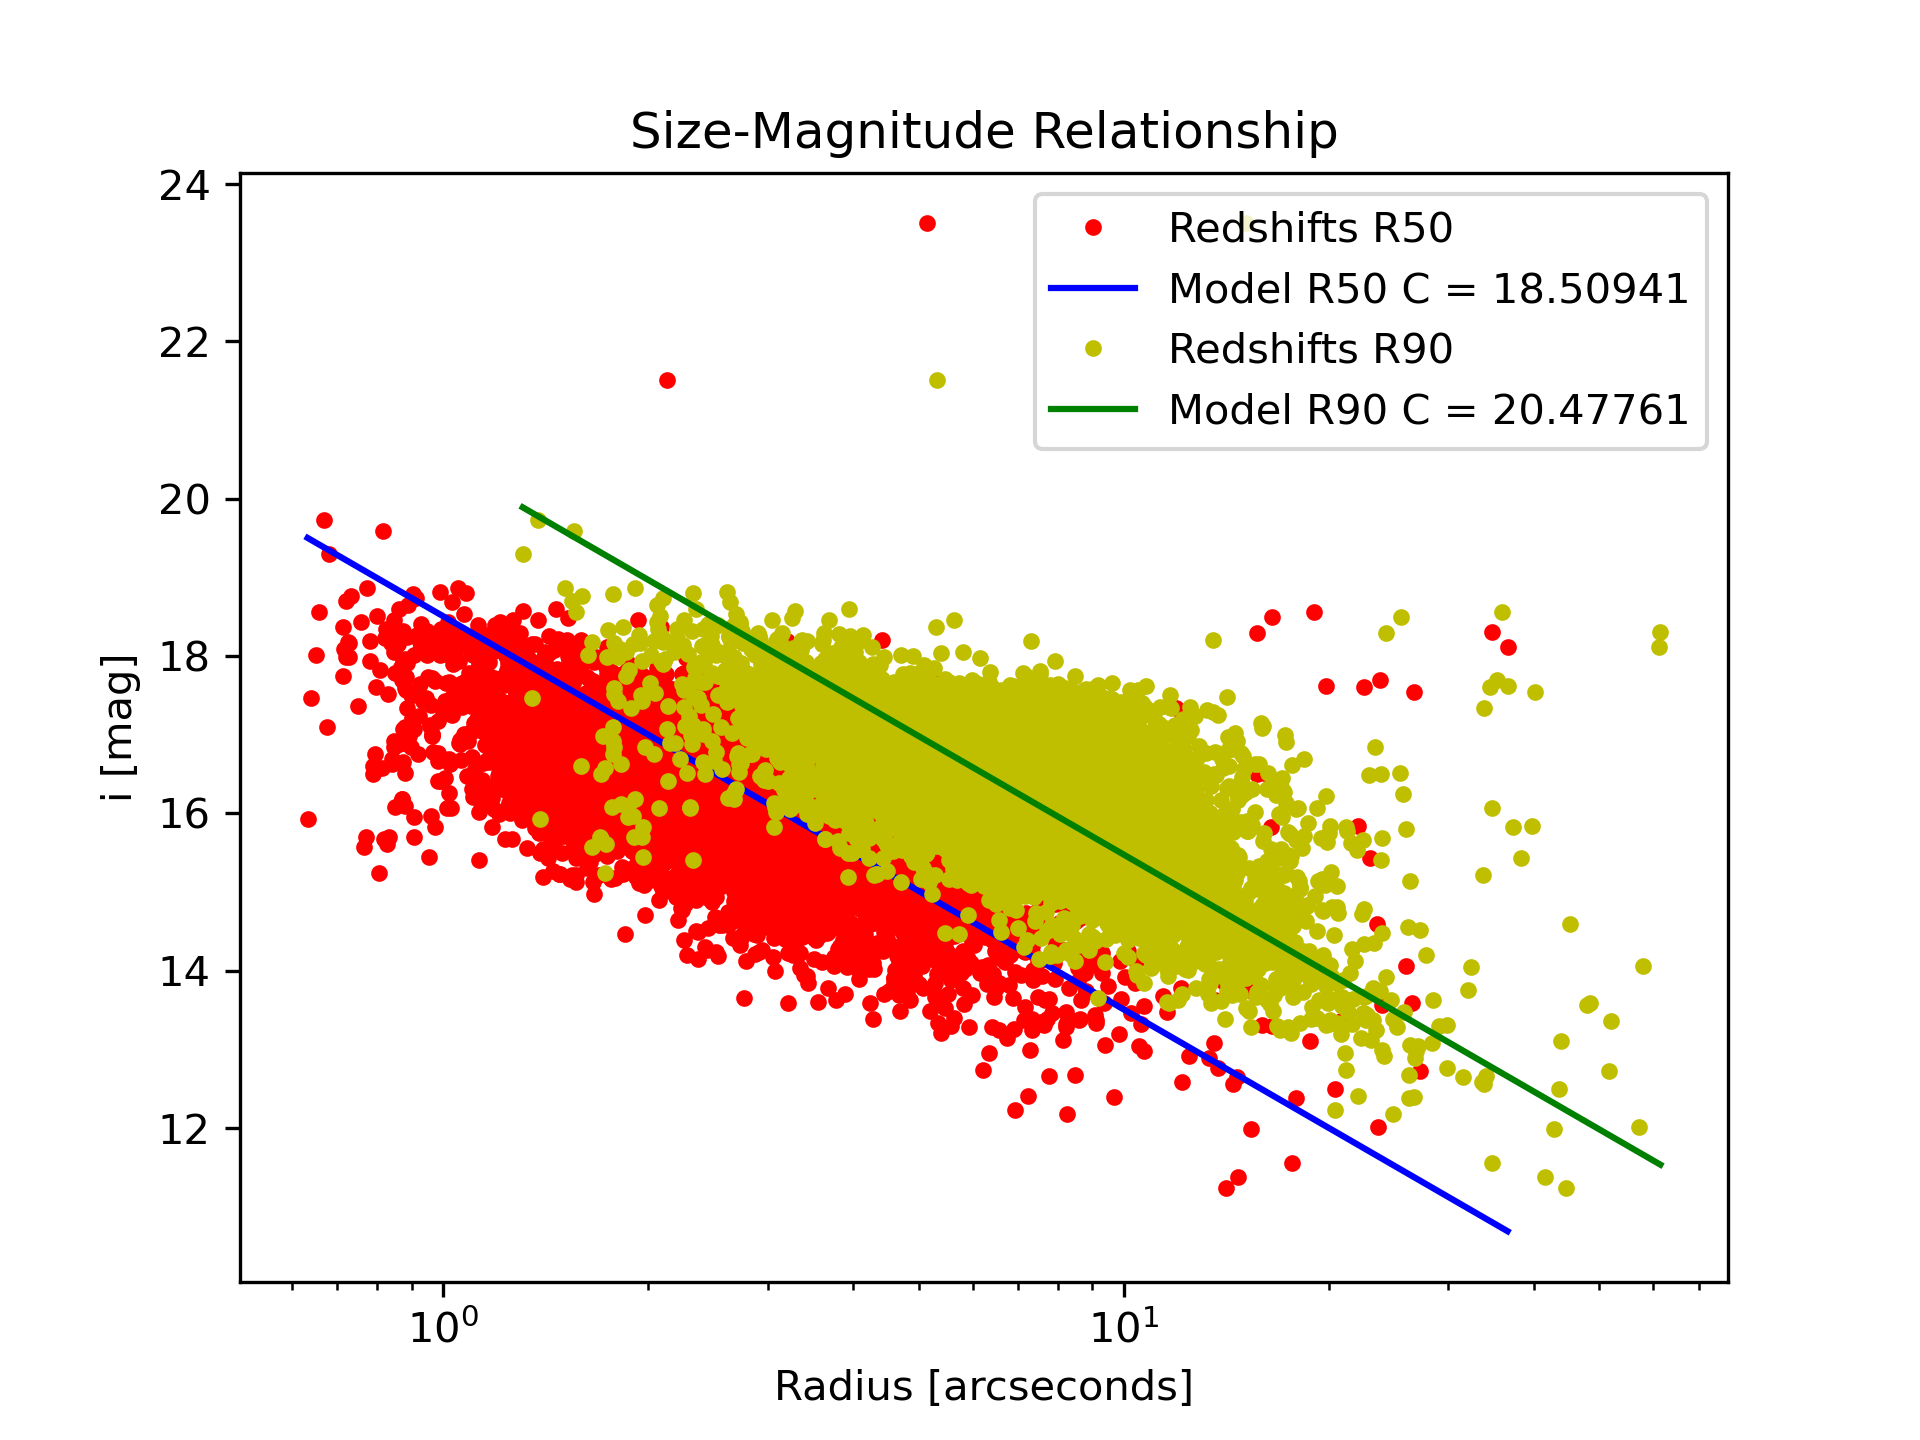 Size-Magnitude Relationship
24
22
20
18
16
14
12
i [mag]
Redshifts R50
Model R50 C = 18.50941
Redshifts R90
Model R90 C = 20.47761
10⁰
10¹
Radius [arcseconds]